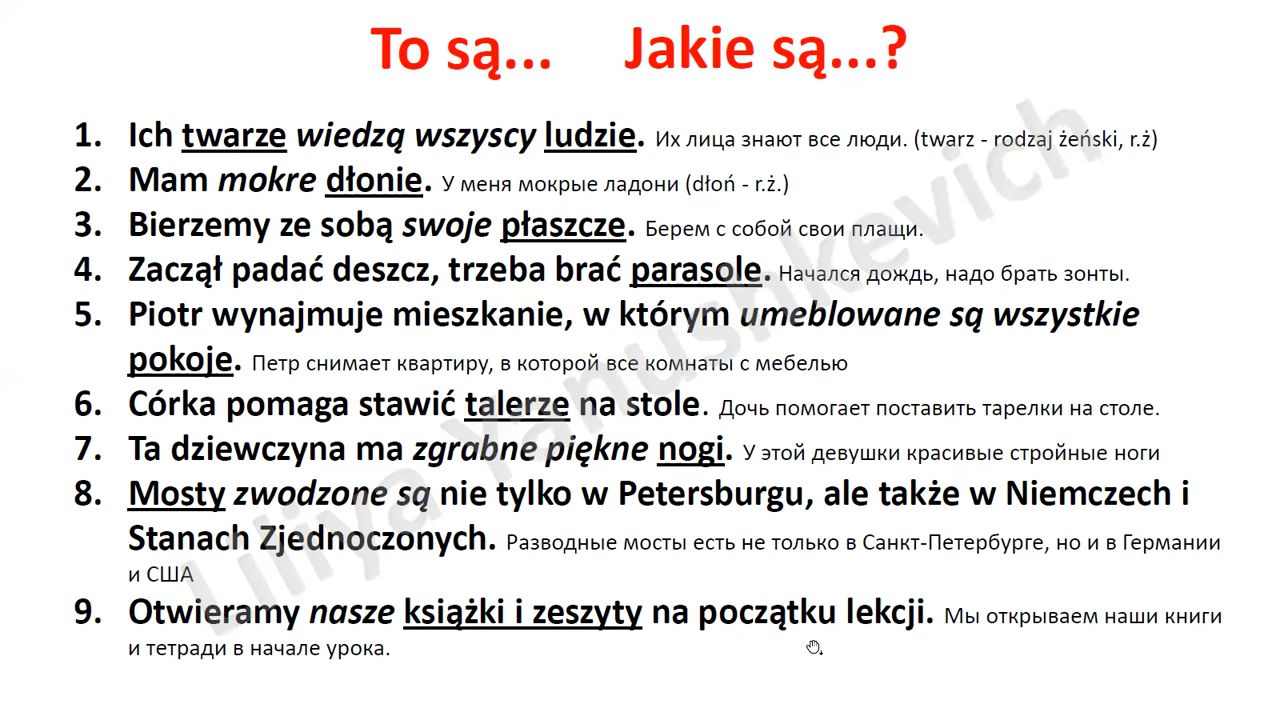 To są... Jakie są...?
1. Ich twarze wiedzą wszyscy ludzie. Их лица знают все люди. (twarz - rodzaj żeński, r.ż)
2. Mam mokre dłonie. У меня мокрые ладони (dłoń - r.ż.)
3. Bierzemy ze sobą swoje płaszcze. Берем с собой свои плащи.
4. Zaczął padać deszcz, trzeba brać parasole. Начался дождь, надо брать зонты.
5. Piotr wynajmuje mieszkanie, w którym umeblowane są wszystkie
pokoje. Петр снимает квартиру, в которой все комнаты с мебелью
6. Córka pomaga stawić talerze na stole. Дочь помогает поставить тарелки на столе.
7. Ta dziewczyna ma zgrabne piękne nogi. У этой девушки красивые стройные ноги
8. Mosty zwodzone są nie tylko w Petersburgu, ale także w Niemczech i
Stanach Zjednoczonych. Разводные мосты есть не только в Санкт-Петербурге, но и в Германии
и США
9. Otwieramy nasze książki i zeszyty na początku lekcji. Мы открываем наши книги
и тетради в начале урока.
Liliya Yanushkevich